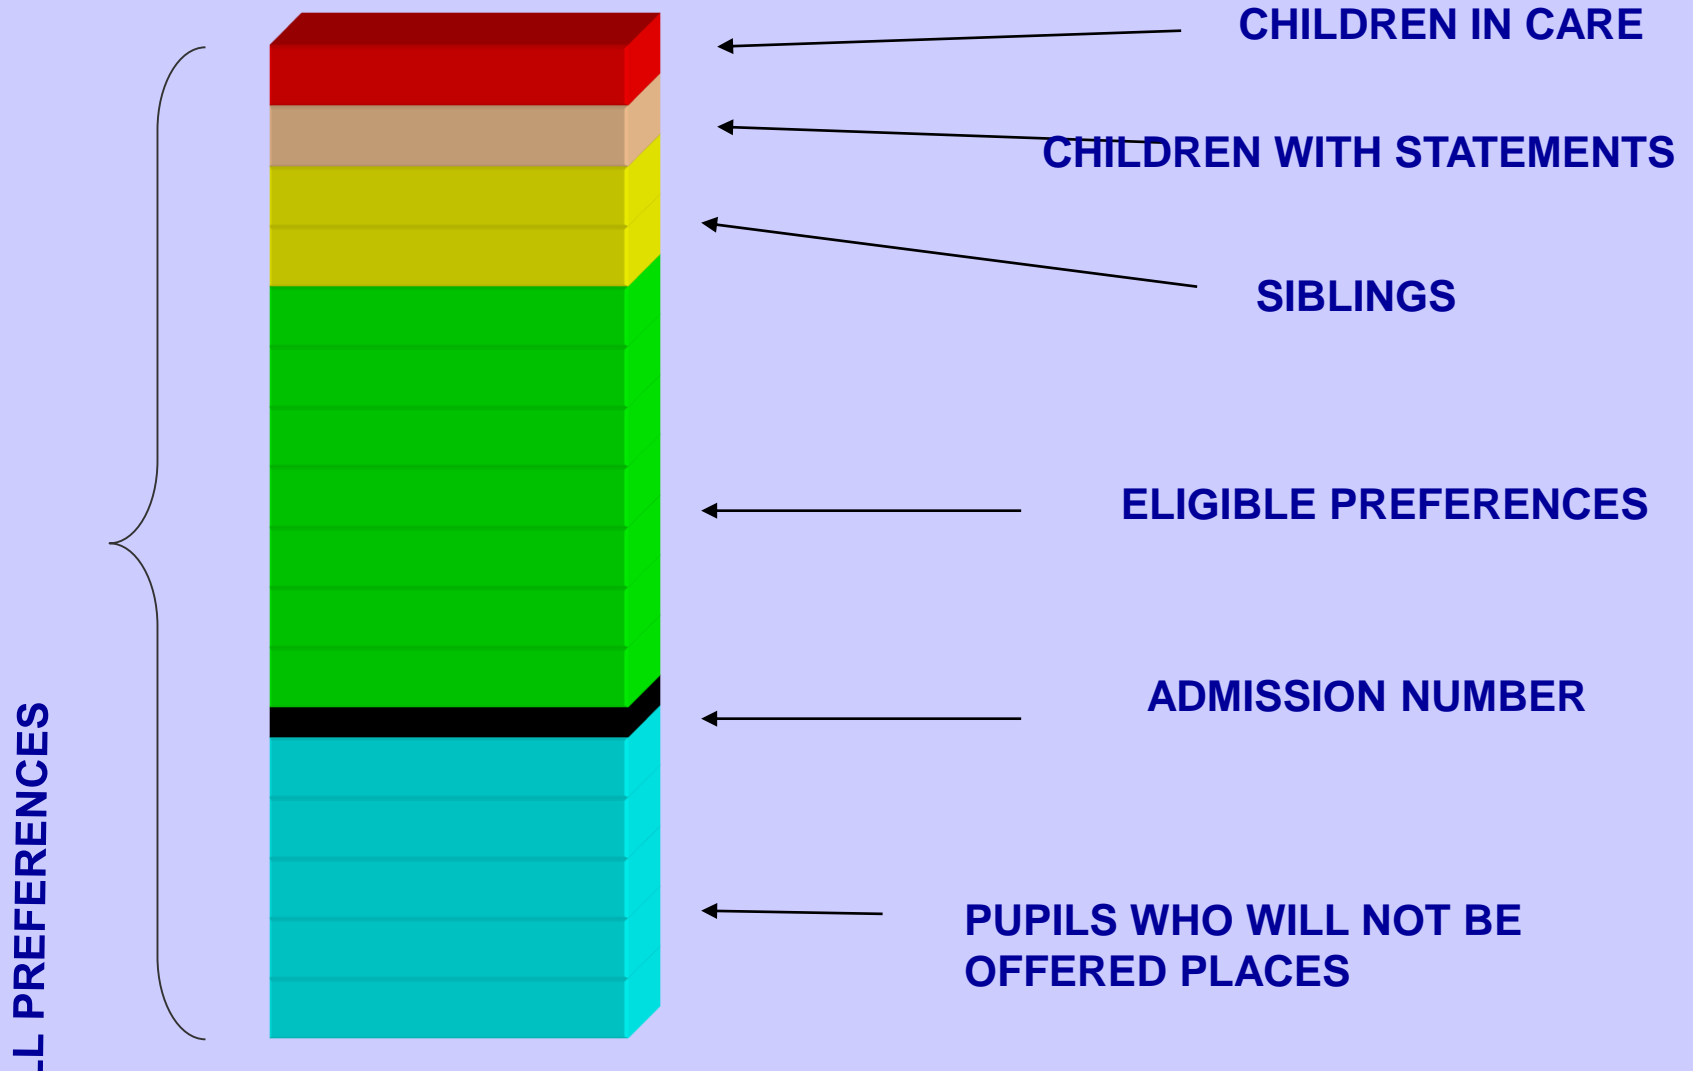 CHILDREN IN CARE
CHILDREN WITH STATEMENTS
SIBLINGS
ELIGIBLE PREFERENCES
ADMISSION NUMBER
PUPILS WHO WILL NOT BE
OFFERED PLACES
PREFERENCES